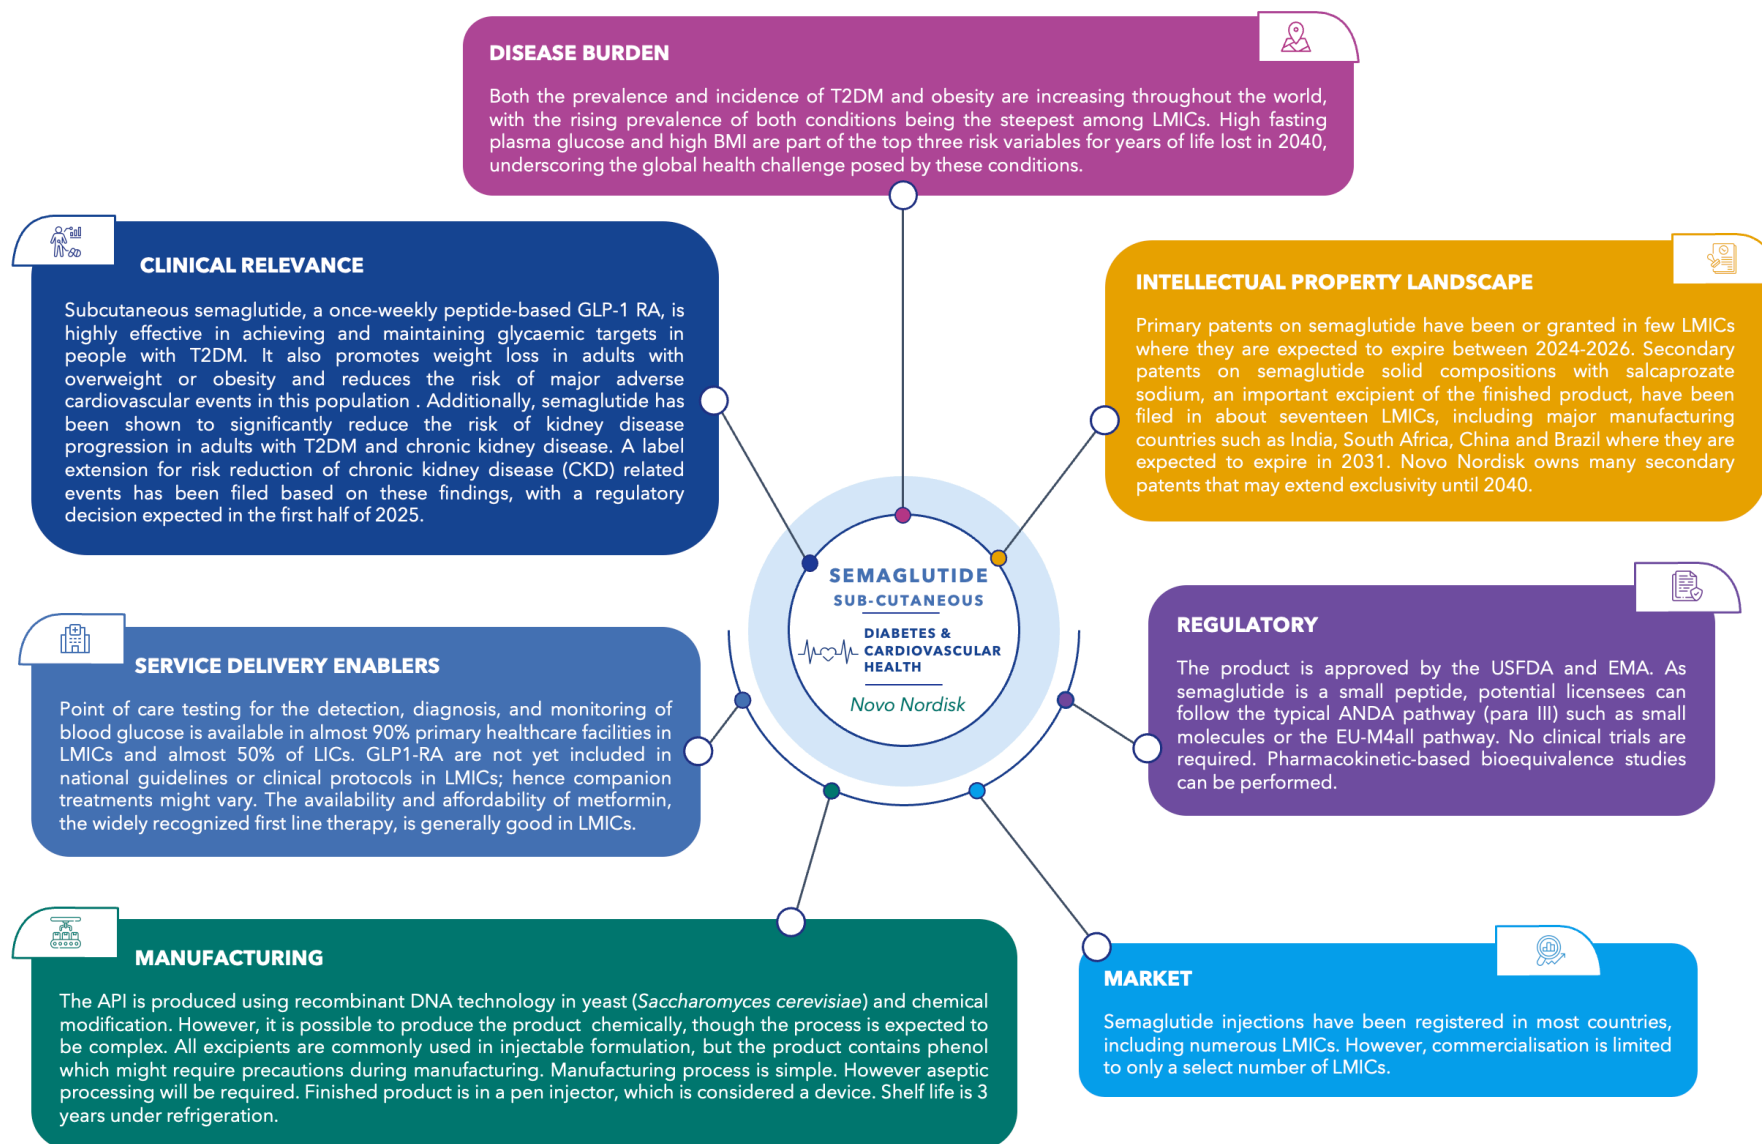 DISEASE BURDEN
Both the prevalence and incidence of T2DM and obesity are increasing throughout the world,
with the rising prevalence of both conditions being the steepest among LMICs. High fasting
plasma glucose and high BMI are part of the top three risk variables for years of life lost in 2040,
underscoring the global health challenge posed by these conditions.
CLINICAL RELEVANCE
Subcutaneous semaglutide, a once-weekly peptide-based GLP-1 RA, is
highly effective in achieving and maintaining glycaemic targets in
people with T2DM. It also promotes weight loss in adults with
overweight or obesity and reduces the risk of major adverse
cardiovascular events in this population . Additionally, semaglutide has
been shown to significantly reduce the risk of kidney disease
progression in adults with T2DM and chronic kidney disease. A label
extension for risk reduction of chronic kidney disease (CKD) related
events has been filed based on these findings, with a regulatory
decision expected in the first half of 2025.
INTELLECTUAL PROPERTY LANDSCAPE
Primary patents on semaglutide have been or granted in few LMICs
where they are expected to expire between 2024-2026. Secondary
patents on semaglutide solid compositions with salcaprozate
sodium, an important excipient of the finished product, have been
filed in about seventeen LMICs, including major manufacturing
countries such as India, South Africa, China and Brazil where they are
expected to expire in 2031. Novo Nordisk owns many secondary
patents that may extend exclusivity until 2040.
SEMAGLUTIDE
SUB-CUTANEOUS
DIABETES &
CARDIOVASCULAR
HEALTH
Novo Nordisk
SERVICE DELIVERY ENABLERS
Point of care testing for the detection, diagnosis, and monitoring of
blood glucose is available in almost 90% primary healthcare facilities in
LMICs and almost 50% of LICs. GLP1-RA are not yet included in
national guidelines or clinical protocols in LMICs; hence companion
treatments might vary. The availability and affordability of metformin,
the widely recognized first line therapy, is generally good in LMICs.
REGULATORY
The product is approved by the USFDA and EMA. As
semaglutide is a small peptide, potential licensees can
follow the typical ANDA pathway (para III) such as small
molecules or the EU-M4all pathway. No clinical trials are
required. Pharmacokinetic-based bioequivalence studies
can be performed.
MANUFACTURING
The API is produced using recombinant DNA technology in yeast (Saccharomyces cerevisiae) and chemical
modification. However, it is possible to produce the product chemically, though the process is expected to
be complex. All excipients are commonly used in injectable formulation, but the product contains phenol
which might require precautions during manufacturing. Manufacturing process is simple. However aseptic
processing will be required. Finished product is in a pen injector, which is considered a device. Shelf life is 3
years under refrigeration.
MARKET
Semaglutide injections have been registered in most countries,
including numerous LMICs. However, commercialisation is limited
to only a select number of LMICs.